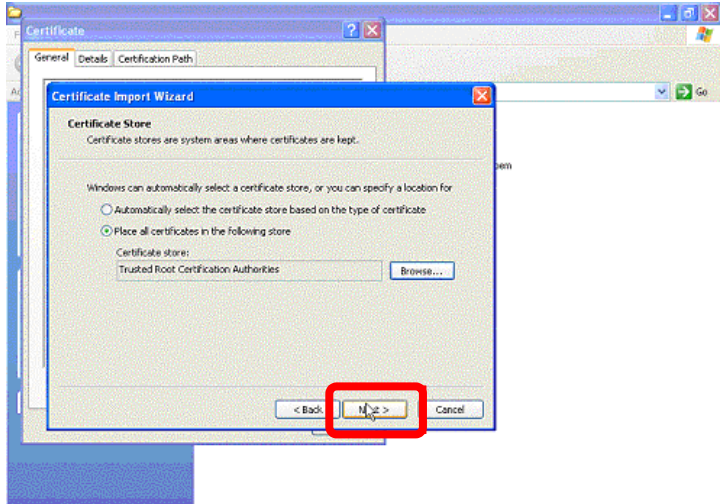 Certificate
General Details Certification Path
Go
Certificate Import Wizard
Certificate Store
Certificate stores are system areas where certificates are kept.
Windows can automatically select a certificate store, or you can specify a location for
Automatically select the certificate store based on the type of certificate
Place all certificates in the following store
Certificate store:
Trusted Root Certification Authorities
Browse...
< Back
Cancel